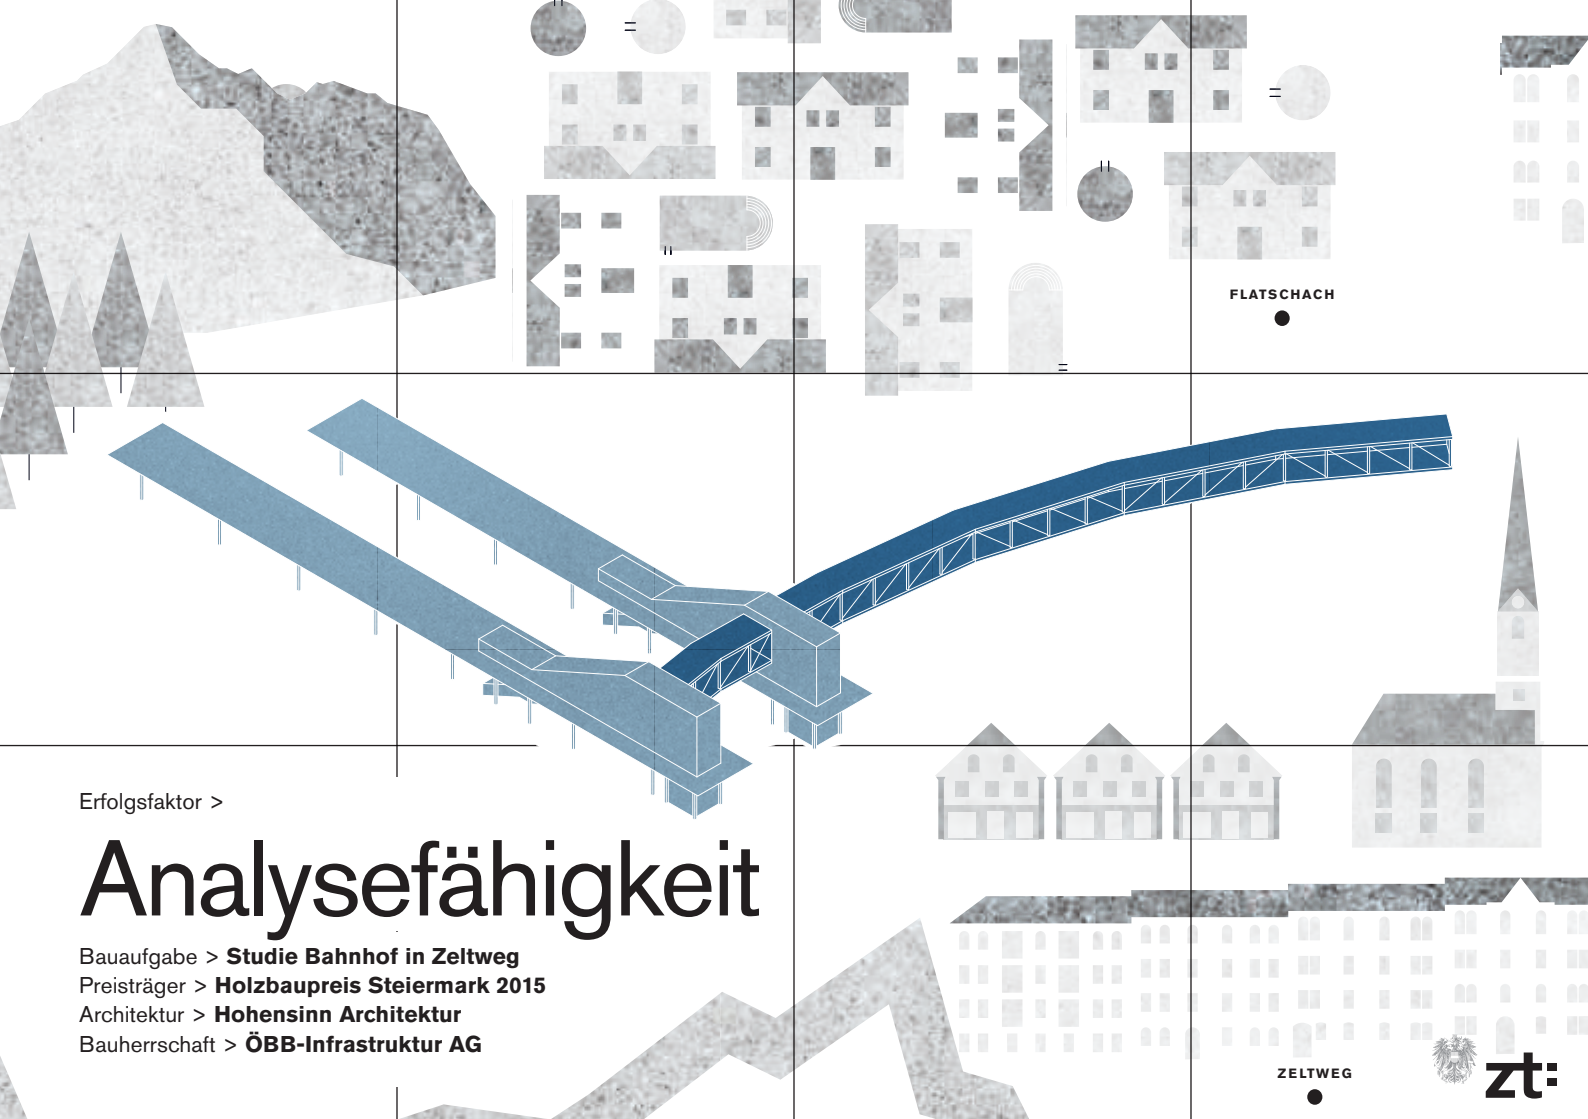 FLATSCHACH
Erfolgsfaktor >
Analysefähigkeit
Bauaufgabe > Studie Bahnhof in Zeltweg
Preisträger > Holzbaupreis Steiermark 2015
Architektur > Hohensinn Architektur
Bauherrschaft > ÖBB-Infrastruktur AG
ZELTWEG
zt: